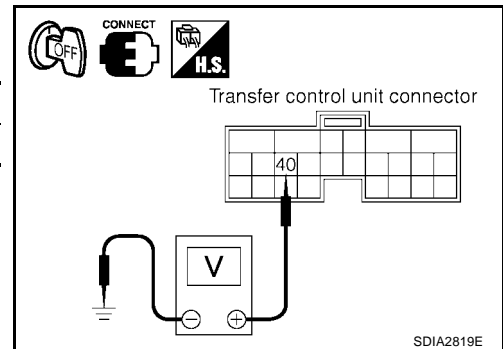 OFF
CONNECT
H.S.
Transfer control unit connector
40
V
SDIA2819E